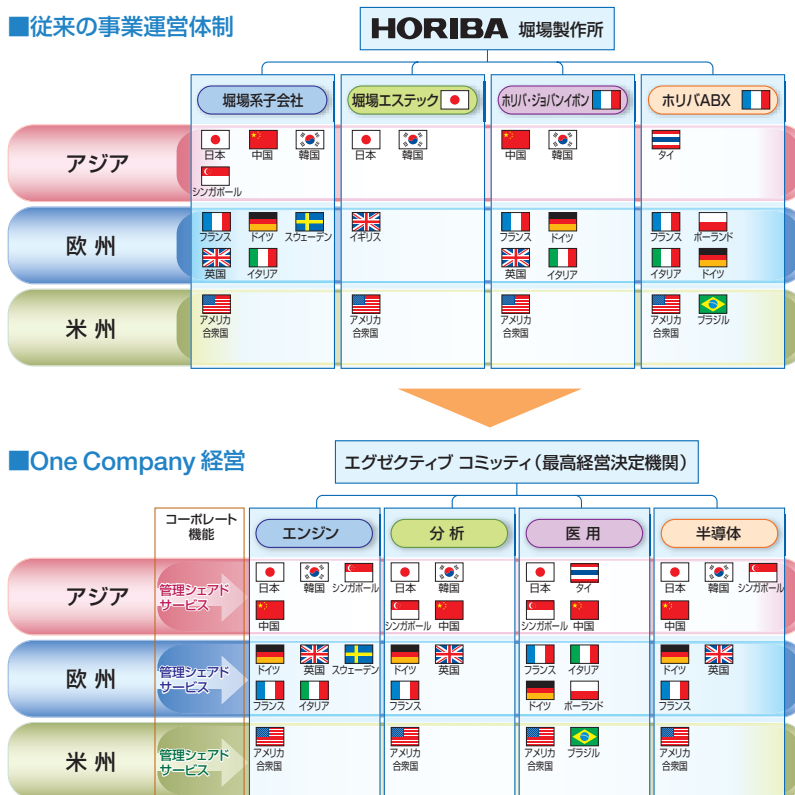 ■従来の事業運営体制
HORIBA 堀場製作所
堀場系子会社
堀場エステック
ホリバ・ジョバンイボン
ホリバABX
アジア
日本 中国 韓国
シンガポール
日本 韓国
中国 韓国
タイ
欧 州
フランス ドイツ スウェーデン
英国 イタリア
イギリス
フランス ドイツ
英国 イタリア
フランス ポーランド
イタリア ドイツ
米 州
アメリカ
合衆国
アメリカ
合衆国
アメリカ
合衆国
アメリカ
合衆国
ブラジル
■One Company 経営
エグゼクティブ コミッティ(最高経営決定機関)
コーポレート
機能
エンジン
分 析
医 用
半導体
アジア
管理シェアド
サービス
日本 韓国 シンガポール
中国
日本 韓国
シンガポール 中国
日本 タイ
シンガポール 中国
日本 韓国 シンガポール
中国
欧 州
管理シェアド
サービス
ドイツ 英国 スウェーデン
フランス イタリア
ドイツ 英国
フランス
フランス イタリア
ドイツ ポーランド
ドイツ 英国
フランス
米 州
管理シェアド
サービス
アメリカ
合衆国
アメリカ
合衆国
アメリカ
合衆国
ブラジル
アメリカ
合衆国